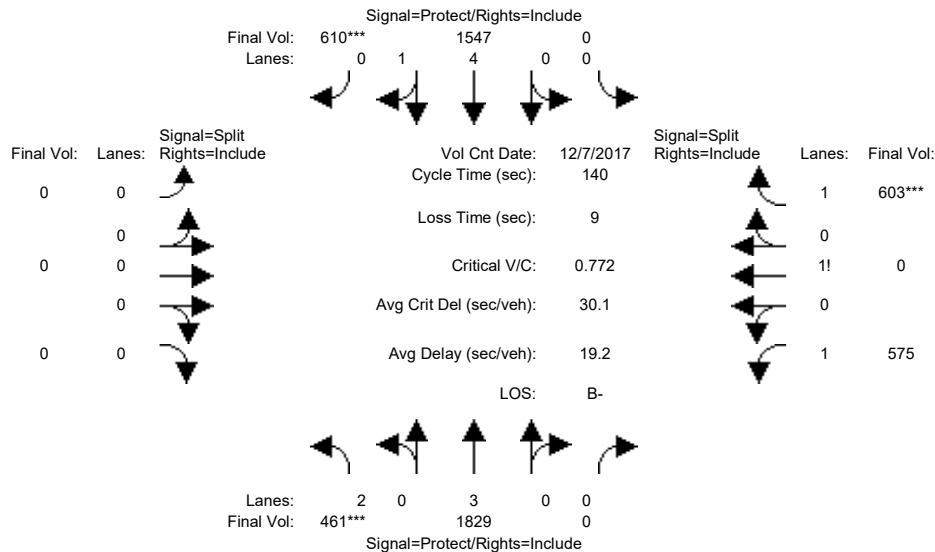 Signal=Protect/Rights=Include
Final Vol: 610*** 1547 0
Lanes: 0 1 4 0 0
Signal=Split
Final Vol: Lanes: Rights=Include Vol Cnt Date: 12/7/2017 Signal=Split
Rights=Include Lanes: Final Vol:
Cycle Time (sec): 140
0 0 1 603***
Loss Time (sec): 9
0 0
0 0 Critical V/C: 0.772 1! 0
0 Avg Crit Del (sec/veh): 30.1 0
0 0 Avg Delay (sec/veh): 19.2 1 575
LOS: B-
Lanes: 2 0 3 0 0
Final Vol: 461*** 1829 0
Signal=Protect/Rights=Include